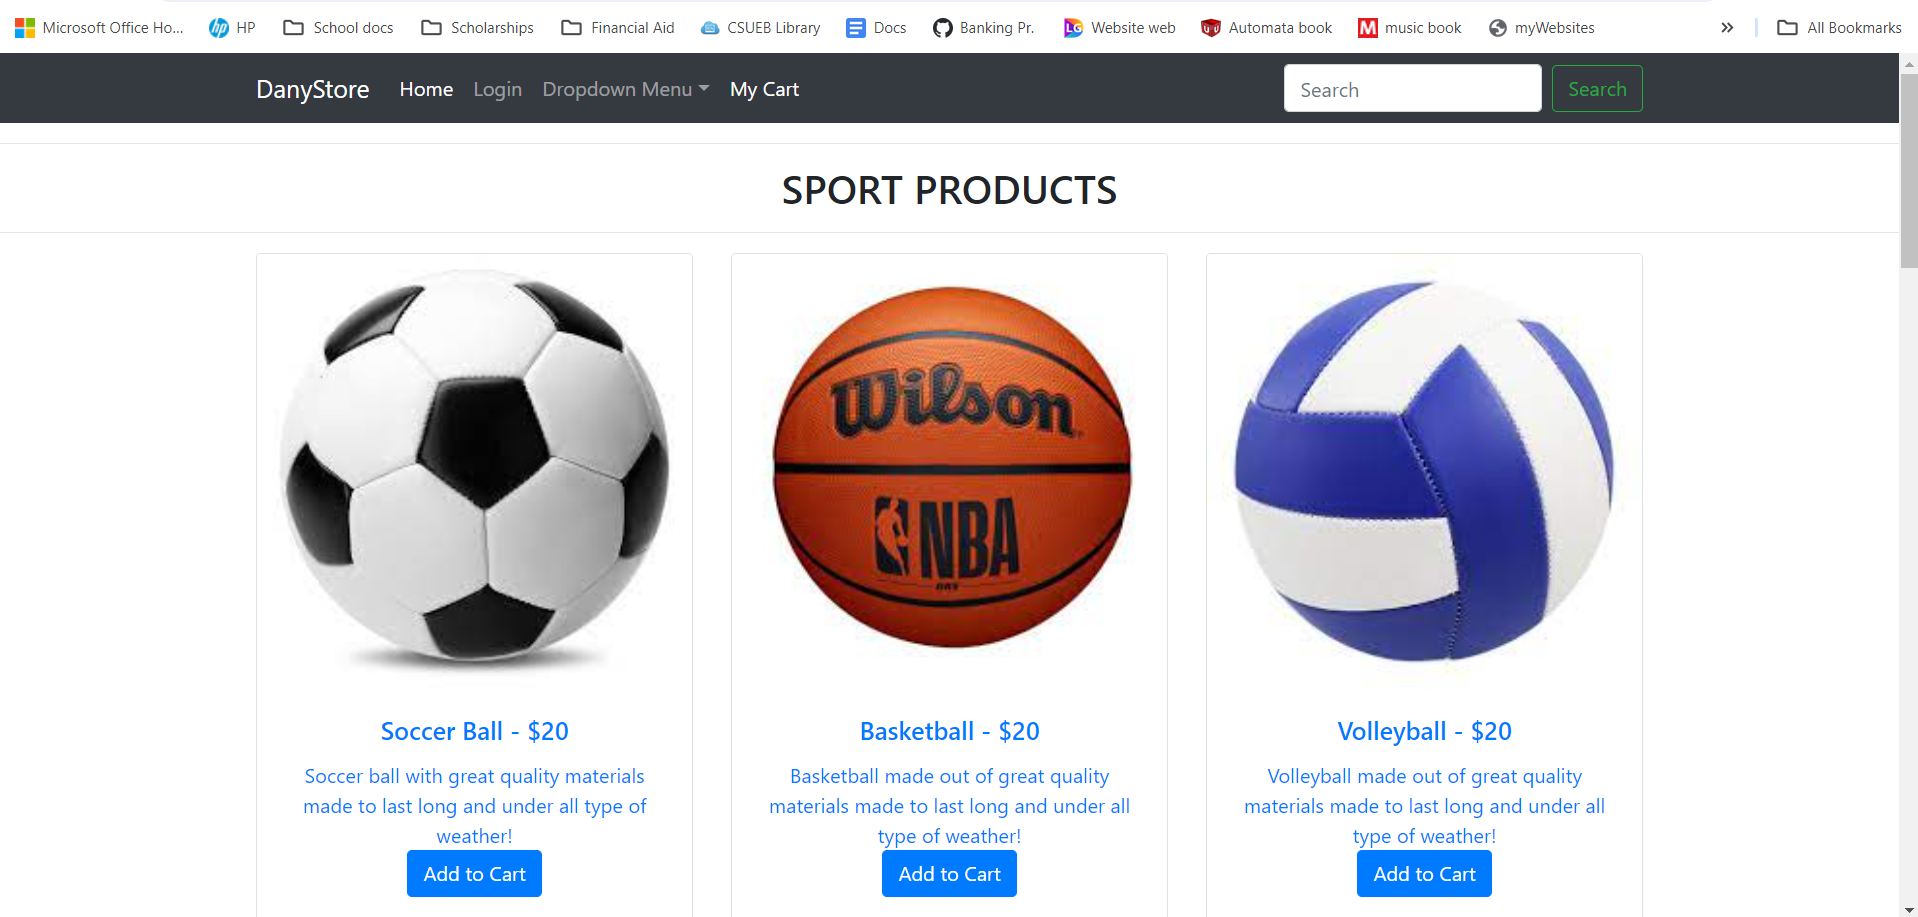 Microsoft Office Ho... HP School docs Scholarships Financial Aid CSUEB Library Docs Banking Pr. Website web Automata book music book myWebsites » All Bookmarks
DanyStore Home Login Dropdown Menu My Cart Search Search
SPORT PRODUCTS
Wilson
NBA
Soccer Ball - $20
Soccer ball with great quality materials
made to last long and under all type of
weather!
Add to Cart
Basketball - $20
Basketball made out of great quality
materials made to last long and under all
type of weather!
Add to Cart
Volleyball - $20
Volleyball made out of great quality
materials made to last long and under all
type of weather!
Add to Cart